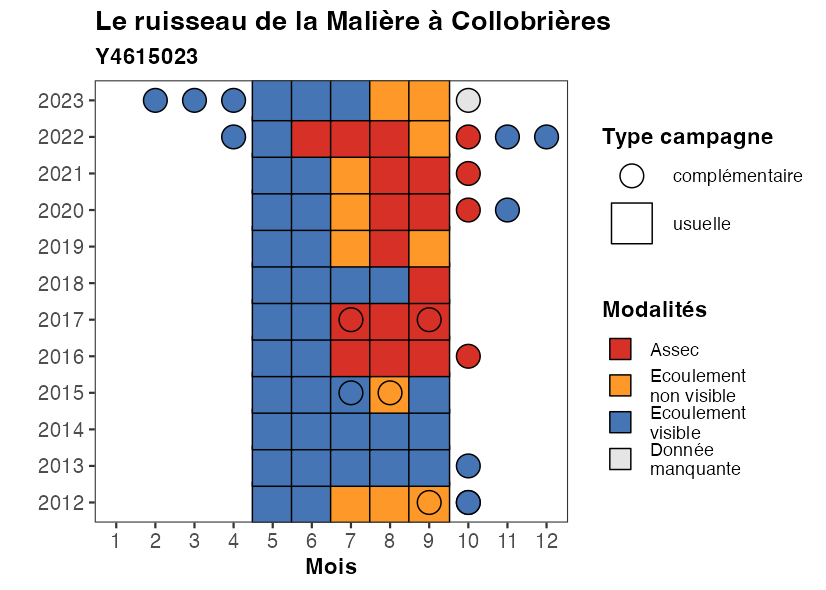 Le ruisseau de la Malière à Collobrières
Y4615023
2023
2022
2021
2020
2019
2018
2017
2016
2015
2014
2013
2012
1 2 3 4 5 6 7 8 9 10 11 12
Mois
Type campagne
complémentaire
usuelle
Modalités
Assec
Ecoulement
non visible
Ecoulement
visible
Donnée
manquante